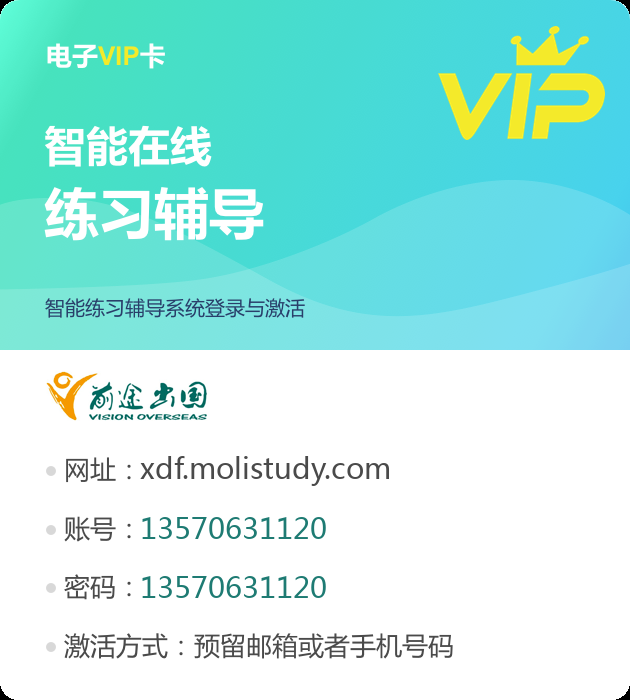 电子VIP卡
VIP
智能在线
练习辅导
智能练习辅导系统登录与激活
前途出国
VISION OVERSEAS
网址：xdf.molistudy.com
账号：13570631120
密码：13570631120
激活方式：预留邮箱或者手机号码